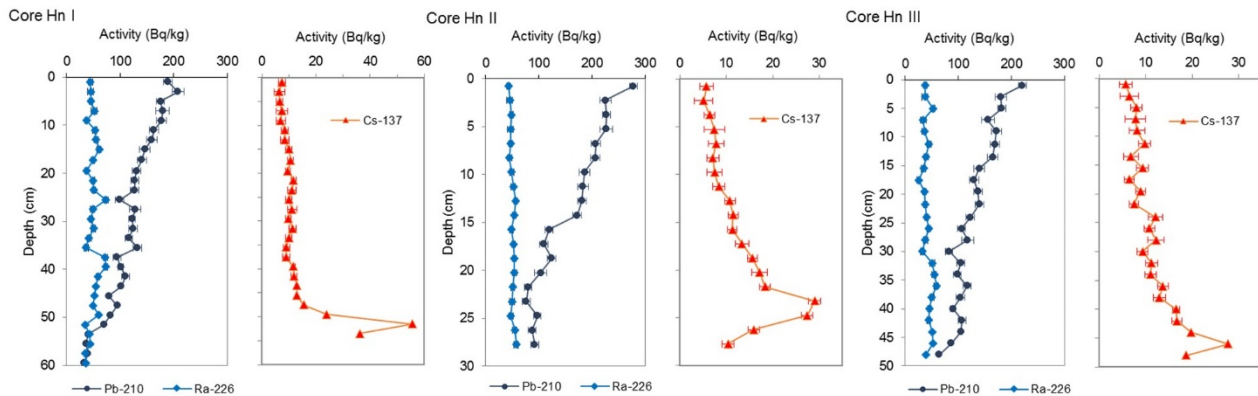 Core Hn I
Activity (Bq/kg)
0 100 200 300
Depth (cm)
0
10
20
30
40
50
60
Pb-210 Ra-226
Activity (Bq/kg)
0 20 40 60
Cs-137
Core Hn II
Activity (Bq/kg)
0 100 200 300
Depth (cm)
0
5
10
15
20
25
30
Pb-210 Ra-226
Activity (Bq/kg)
0 10 20 30
Cs-137
Core Hn III
Activity (Bq/kg)
0 100 200 300
Depth (cm)
0
5
10
15
20
25
30
35
40
45
50
Pb-210 Ra-226
Activity (Bq/kg)
0 10 20 30
Cs-137